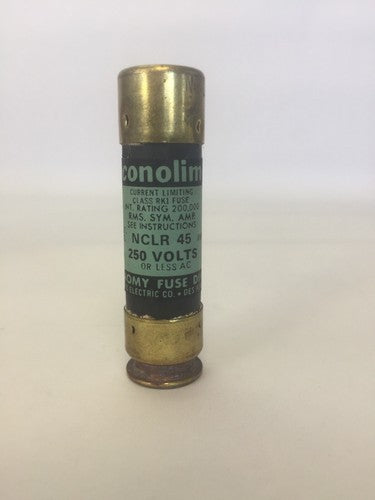 conolim
CURRENT LIMITING
CLASS RK1 FUSE
INT. RATING 200,000
RMS. SYM. AMP.
SEE INSTRUCTIONS
NCLR 45
250 VOLTS
OR LESS AC
OMY FUSE D
ELECTRIC CO. • DES